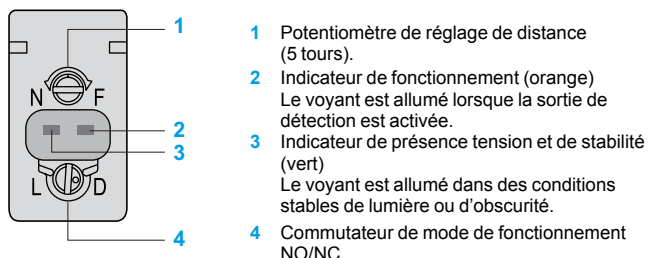 1
2
3
4
N F
L D
1 Potentiomètre de réglage de distance
(5 tours).
2 Indicateur de fonctionnement (orange)
Le voyant est allumé lorsque la sortie de
détection est activée.
3 Indicateur de présence tension et de stabilité
(vert)
Le voyant est allumé dans des conditions
stables de lumière ou d’obscurité.
4 Commutateur de mode de fonctionnement
NO/NC